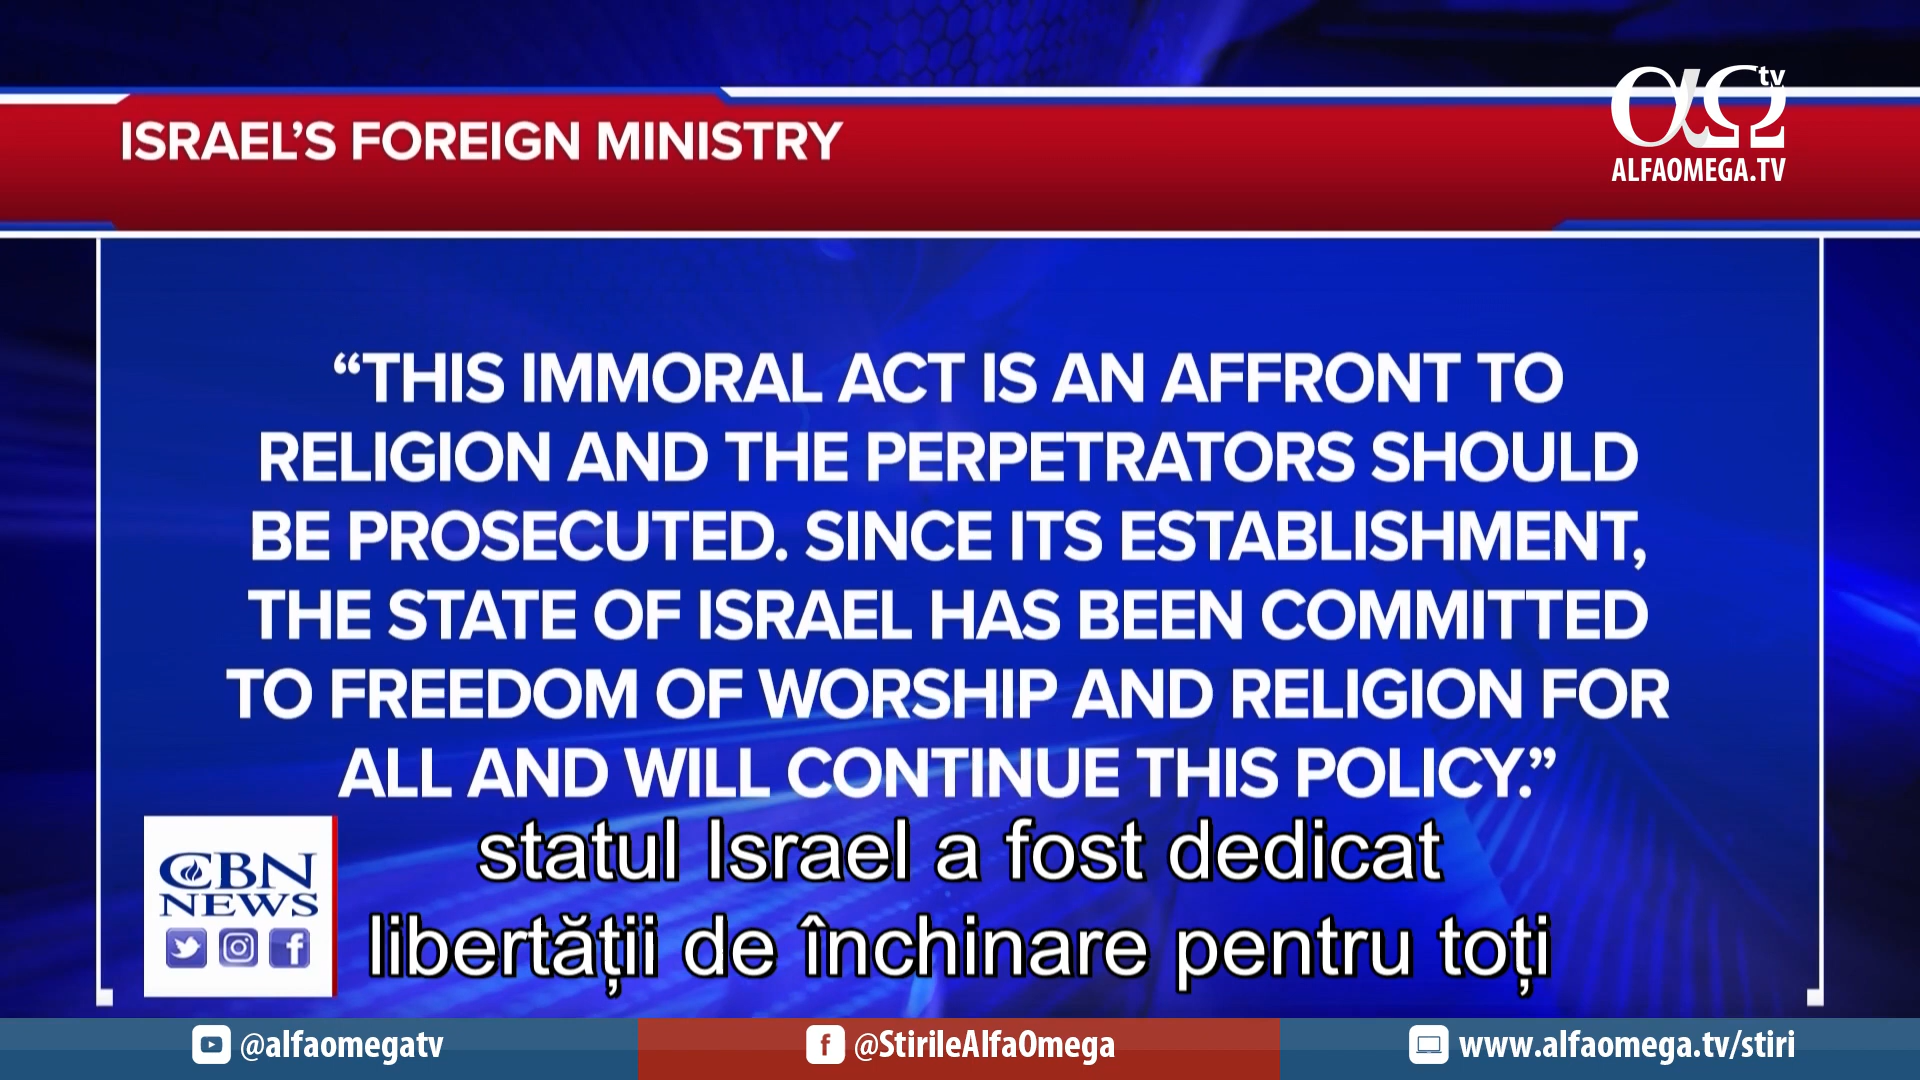 tv
ALFAOMEGA.TV
ISRAEL’S FOREIGN MINISTRY
“THIS IMMORAL ACT IS AN AFFRONT TO
RELIGION AND THE PERPETRATORS SHOULD
BE PROSECUTED. SINCE ITS ESTABLISHMENT,
THE STATE OF ISRAEL HAS BEEN COMMITTED
TO FREEDOM OF WORSHIP AND RELIGION FOR
ALL AND WILL CONTINUE THIS POLICY.”
CBN
NEWS
statul Israel a fost dedicat
libertății de închinare pentru toți
@alfaomegatv
@StirileAlfaOmega
www.alfaomega.tv/stiri